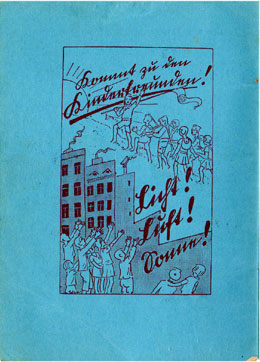 Kommt zu den
Kinderfreunden!
Licht!
Luft!
Sonne!